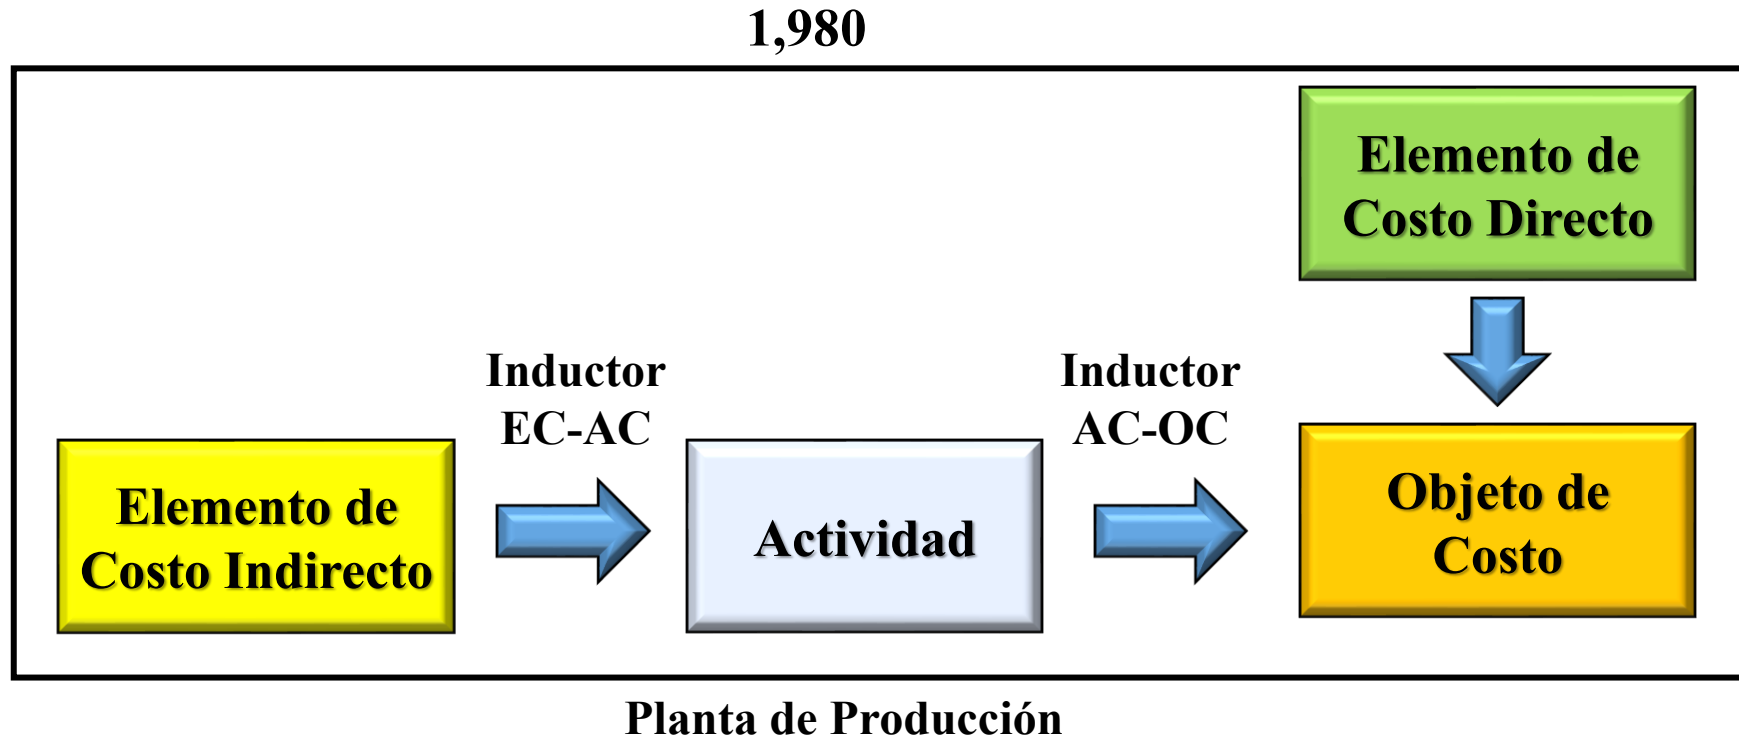 1,980
Elemento de
Costo Directo
Inductor
EC-AC
Inductor
AC-OC
Elemento de
Costo Indirecto
Actividad
Objeto de
Costo
Planta de Producción